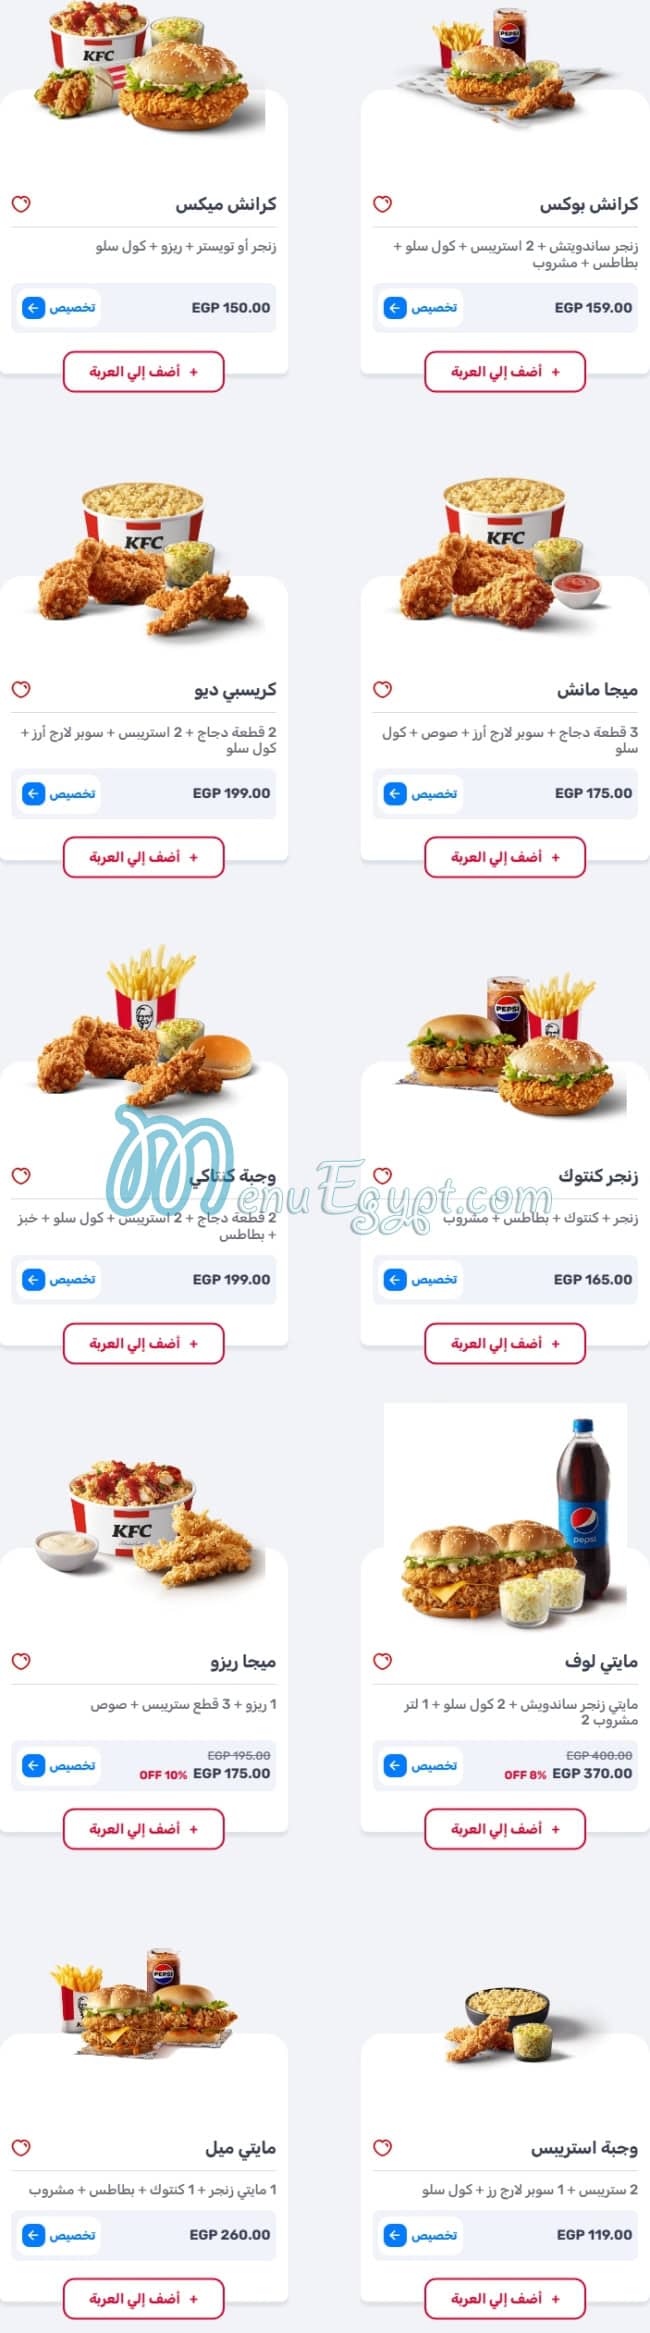 KFC
pepsi
كرانش بوكس
زنجر ساندويتش + 2 استريبس + كول سلو +
بطاطس + مشروب
EGP 159.00
تخصيص
+ أضف إلي العربة
كرانش ميكس
زنجر أو تويستر + ريزو + كول سلو
EGP 150.00
تخصيص
+ أضف إلي العربة
KFC
KFC
ميجا مانش
3 قطعة دجاج + سوبر لارج أرز + صوص + كول
سلو
EGP 175.00
تخصيص
+ أضف إلي العربة
كريسبي ديو
2 قطعة دجاج + 2 استريبس + سوبر لارج أرز +
كول سلو
EGP 199.00
تخصيص
+ أضف إلي العربة
PEPSI
زنجر كنتوك
زنجر + كنتوك + بطاطس + مشروب
EGP 165.00
تخصيص
+ أضف إلي العربة
وجبة كنتاكي
2 قطعة دجاج + 2 استريبس + كول سلو + خبز
+ بطاطس
EGP 199.00
تخصيص
+ أضف إلي العربة
MenuEgypt.com
pepsi
KFC
مايتي لوف
مايتي زنجر ساندويش + 2 كول سلو + 1 لتر
مشروب 2
EGP 400.00
EGP 370.00 OFF 8%
تخصيص
+ أضف إلي العربة
ميجا ريزو
1 ريزو + 3 قطع ستريبس + صوص
EGP 195.00
EGP 175.00 OFF 10%
تخصيص
+ أضف إلي العربة
PEPSI
وجبة استريبس
2 ستريبس + 1 سوبر لارج رز + كول سلو
EGP 119.00
تخصيص
+ أضف إلي العربة
مايتي ميل
1 مايتي زنجر + 1 كنتوك + بطاطس + مشروب
EGP 260.00
تخصيص
+ أضف إلي العربة